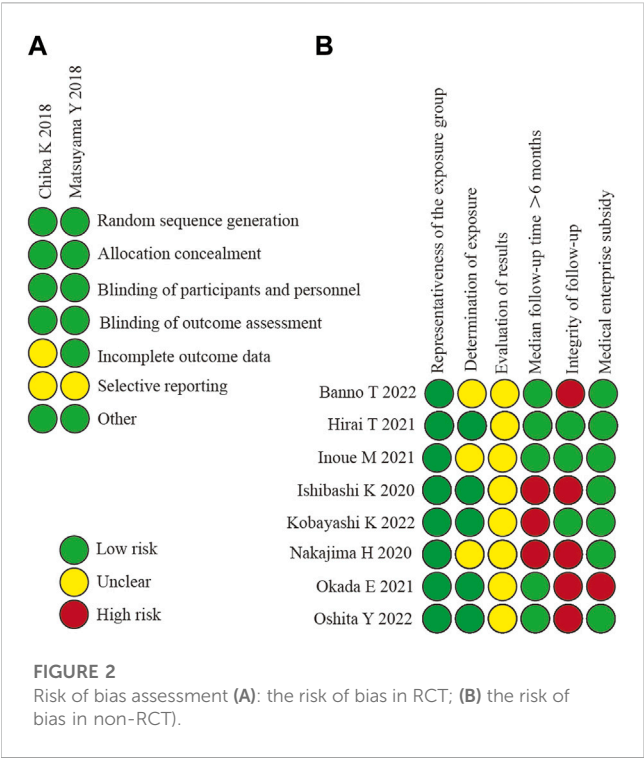 A
B
Chiba K 2018
Matsuyama Y 2018
Random sequence generation
Allocation concealment
Blinding of participants and personnel
Blinding of outcome assessment
Incomplete outcome data
Selective reporting
Other
Low risk
Unclear
High risk
Representativeness of the exposure group
Determination of exposure
Evaluation of results
Median follow-up time >6 months
Integrity of follow-up
Medical enterprise subsidy
Banno T 2022
Hirai T 2021
Inoue M 2021
Ishibashi K 2020
Kobayashi K 2022
Nakajima H 2020
Okada E 2021
Oshita Y 2022
FIGURE 2
Risk of bias assessment (A): the risk of bias in RCT; (B) the risk of
bias in non-RCT).